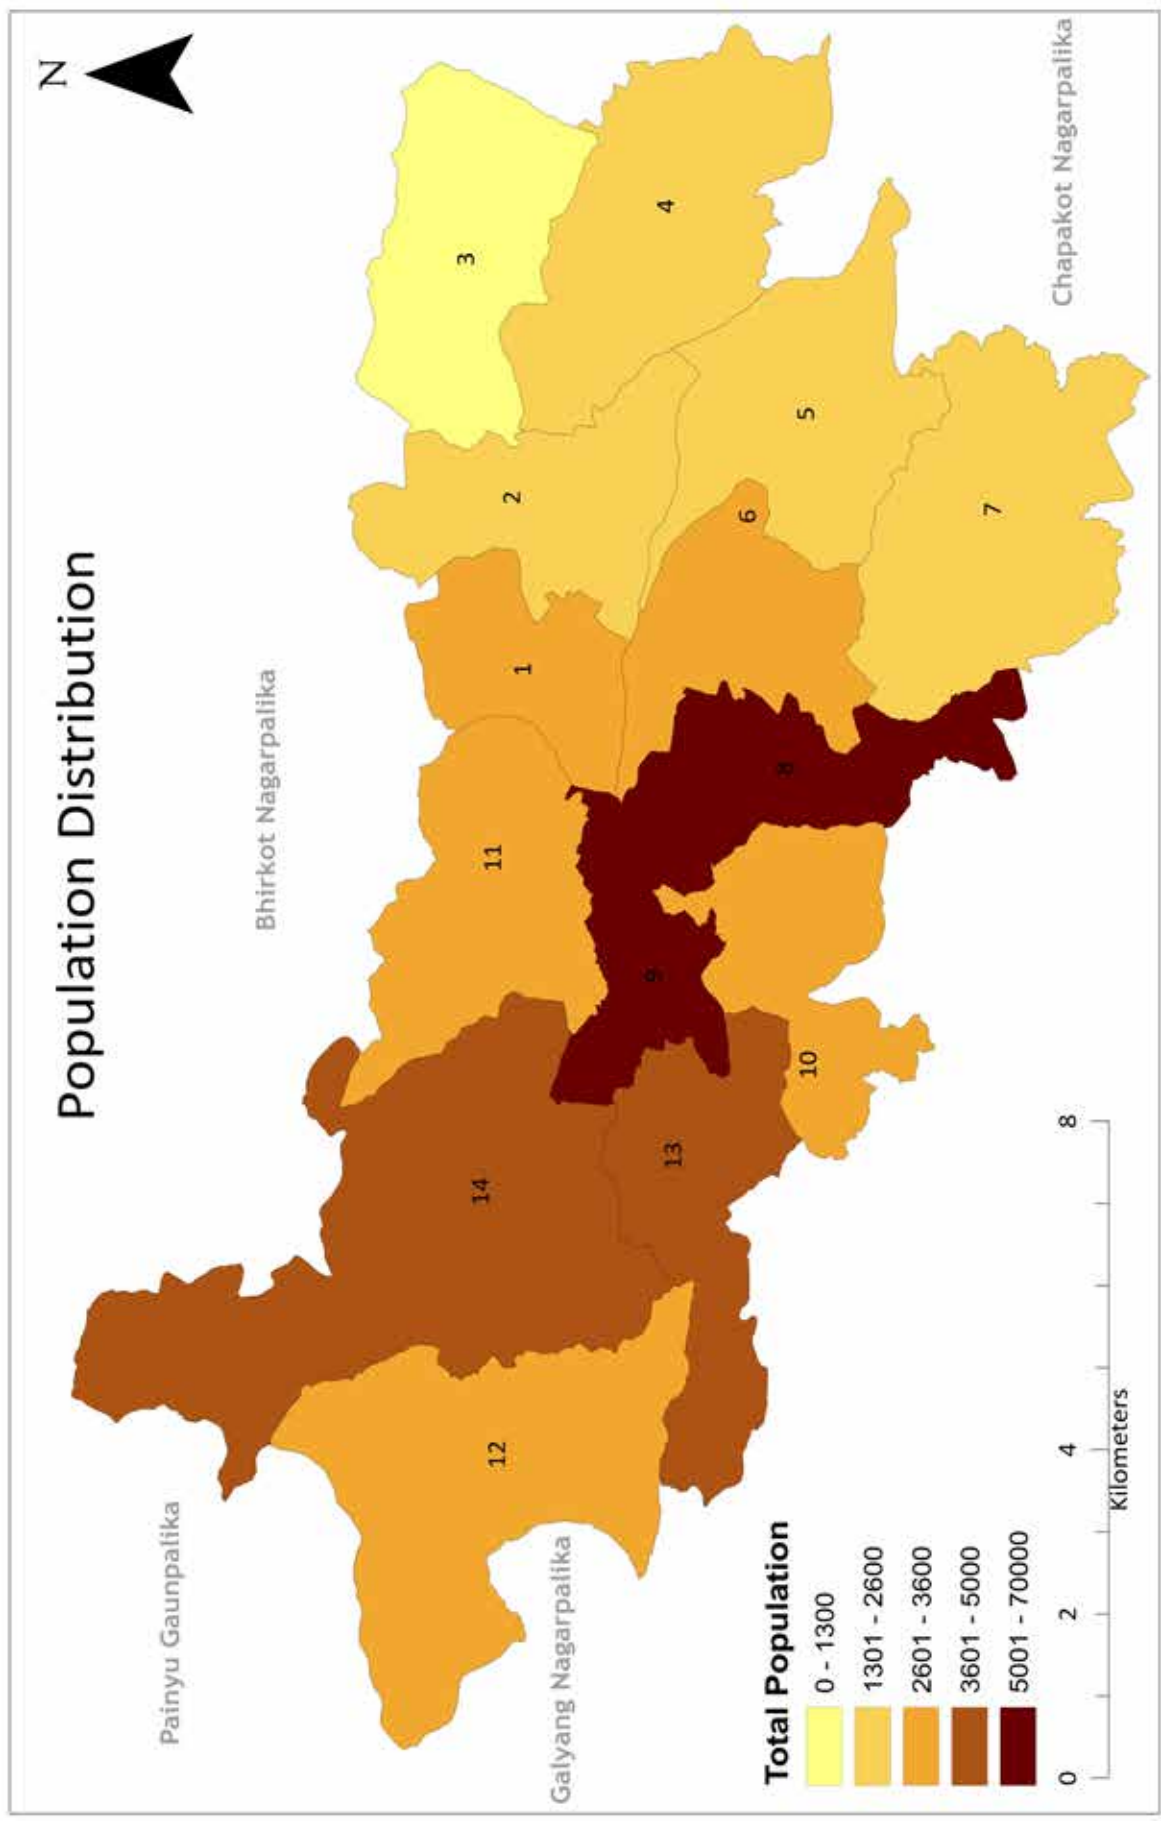 Population Distribution
N
Painyu Gaunpalika
Bhirkot Nagarpalika
Galyang Nagarpalika
Chapakot Nagarpalika
14
12
11
13
10
9
8
1
2
3
4
5
6
7
Total Population
0 - 1300
1301 - 2600
2601 - 3600
3601 - 5000
5001 - 70000
0 2 4 8
Kilometers